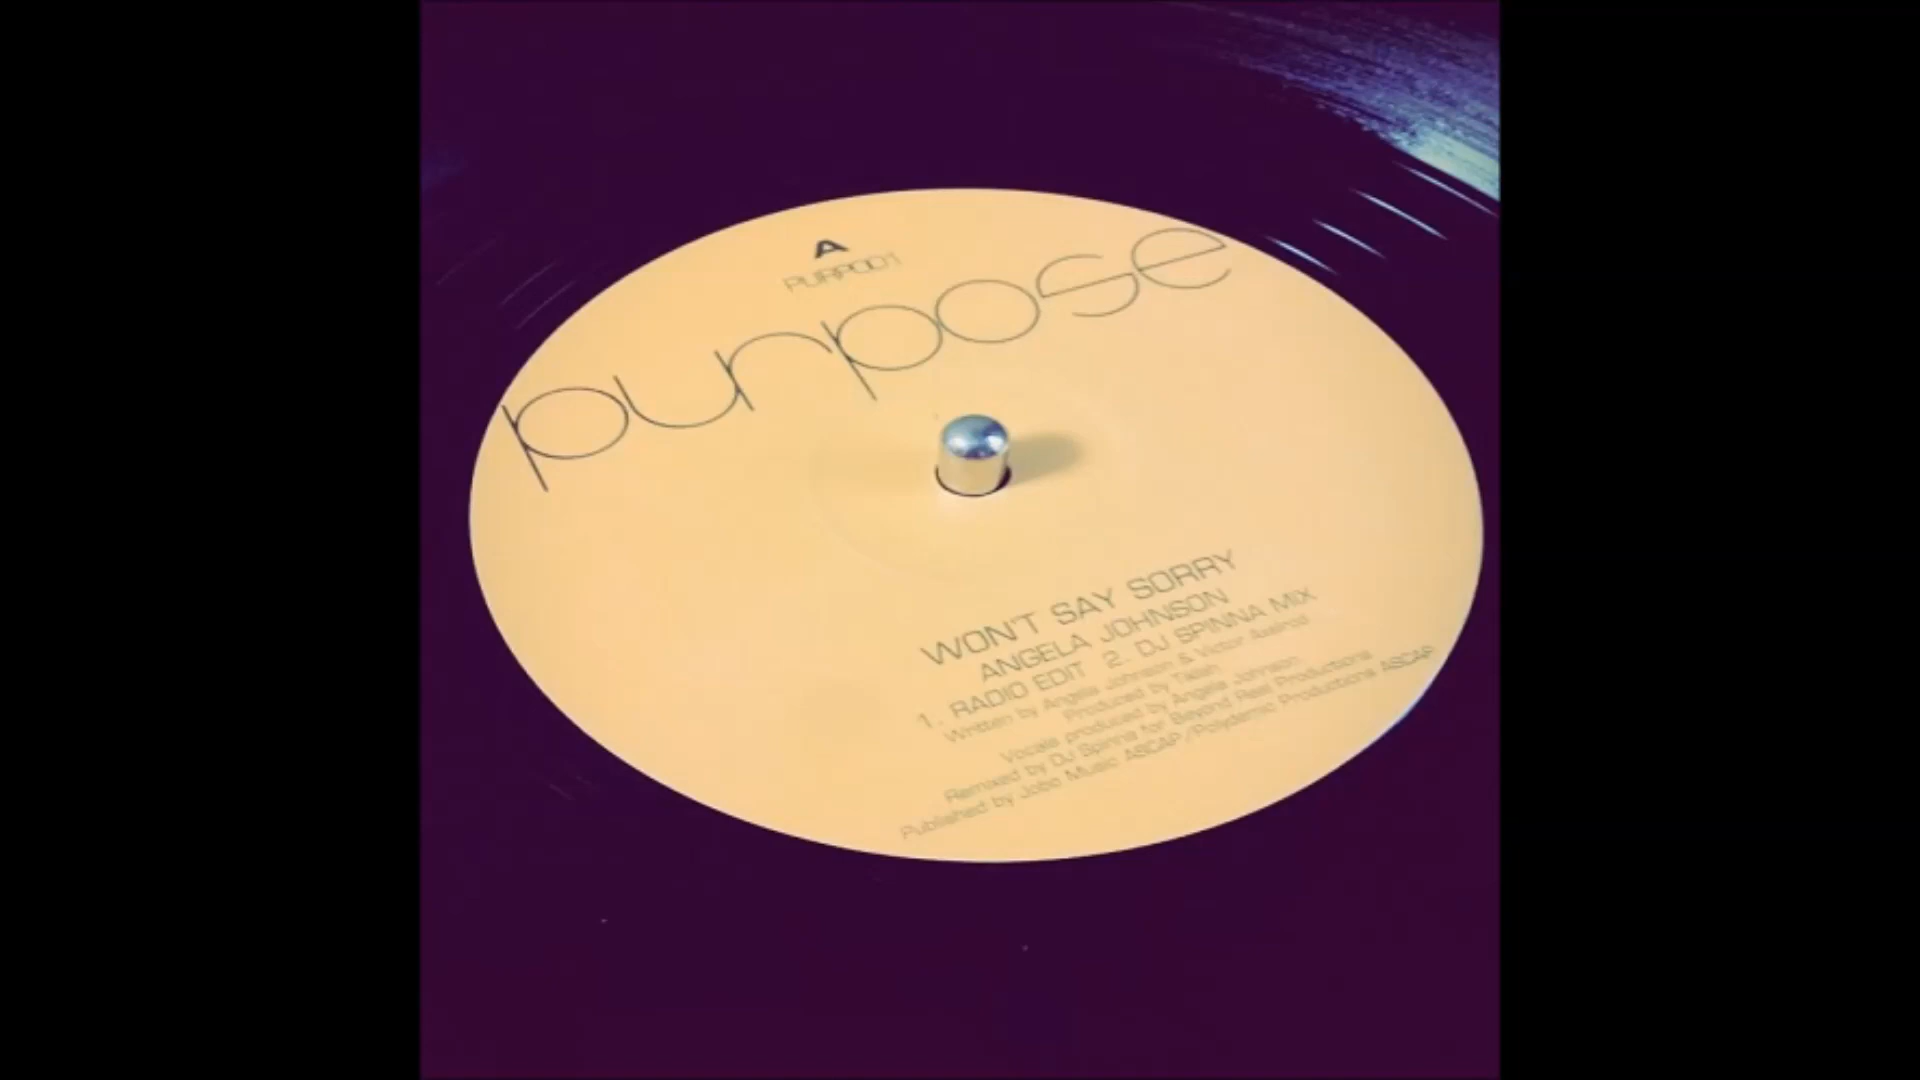 A
PURP001
purpose
WON'T SAY SORRY
ANGELA JOHNSON
1. RADIO EDIT 2. DJ SPINNA MIX
Written by Angela Johnson & Victor Axelrod
Produced by Ticklah
Vocals produced by Angela Johnson
Remixed by DJ Spinna for Beyond Real Productions
Published by Jobo Music ASCAP/Polydemic Productions ASCAP